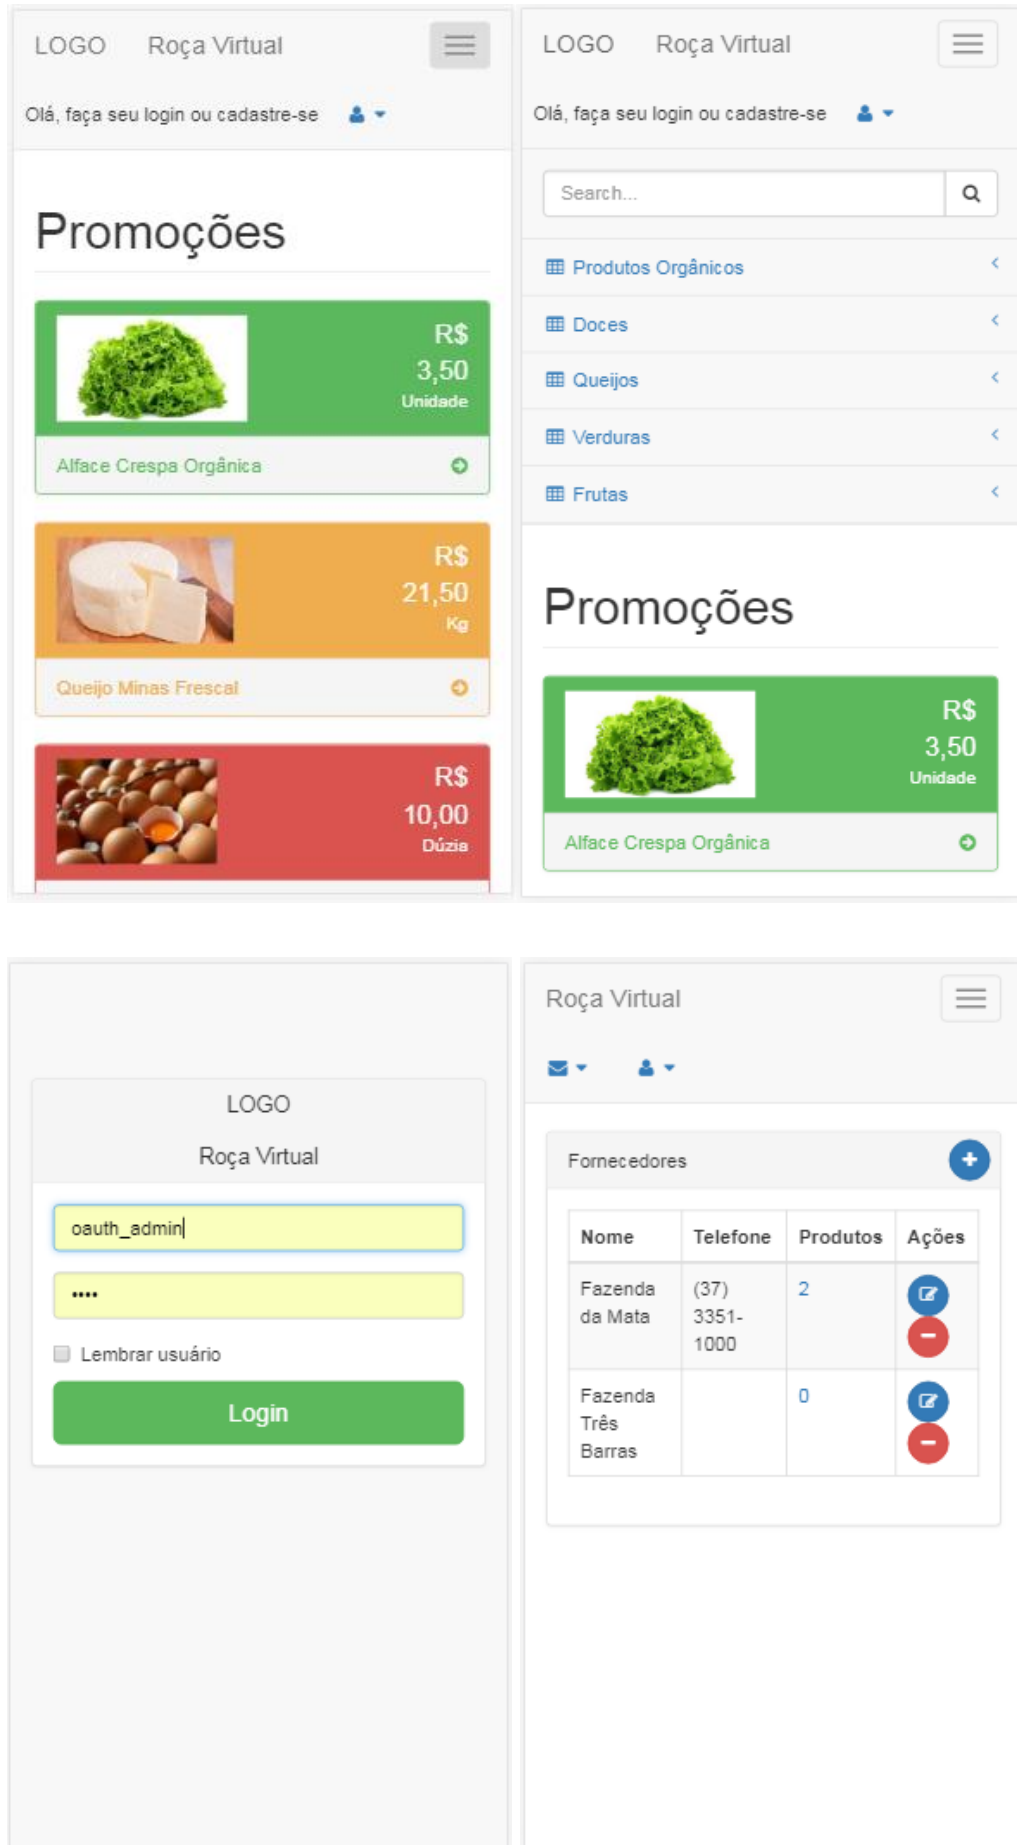 LOGO Roça Virtual
Olá, faça seu login ou cadastre-se
Promoções
R$
3,50
Unidade
Alface Crespa Orgânica
R$
21,50
Kg
Queijo Minas Frescal
R$
10,00
Dúzia
LOGO Roça Virtual
Olá, faça seu login ou cadastre-se
Search...
Produtos Orgânicos
Doces
Queijos
Verduras
Frutas
Promoções
R$
3,50
Unidade
Alface Crespa Orgânica
LOGO
Roça Virtual
oauth_admin
••••
Lembrar usuário
Login
Roça Virtual
Fornecedores
Nome Telefone Produtos Ações
Fazenda (37) 2
da Mata 3351-
1000
Fazenda 0
Três
Barras